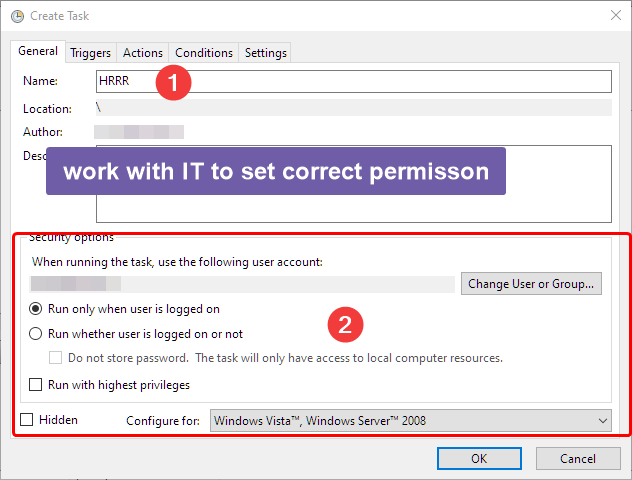 Create Task
General
Triggers
Actions
Conditions
Settings
Name:
HRRR
1
Location:
\
Author:
Desc
work with IT to set correct permisson
Security options
When running the task, use the following user account:
Change User or Group...
Run only when user is logged on
Run whether user is logged on or not
2
Do not store password. The task will only have access to local computer resources.
Run with highest privileges
Hidden
Configure for:
Windows Vista™, Windows Server™ 2008
OK
Cancel